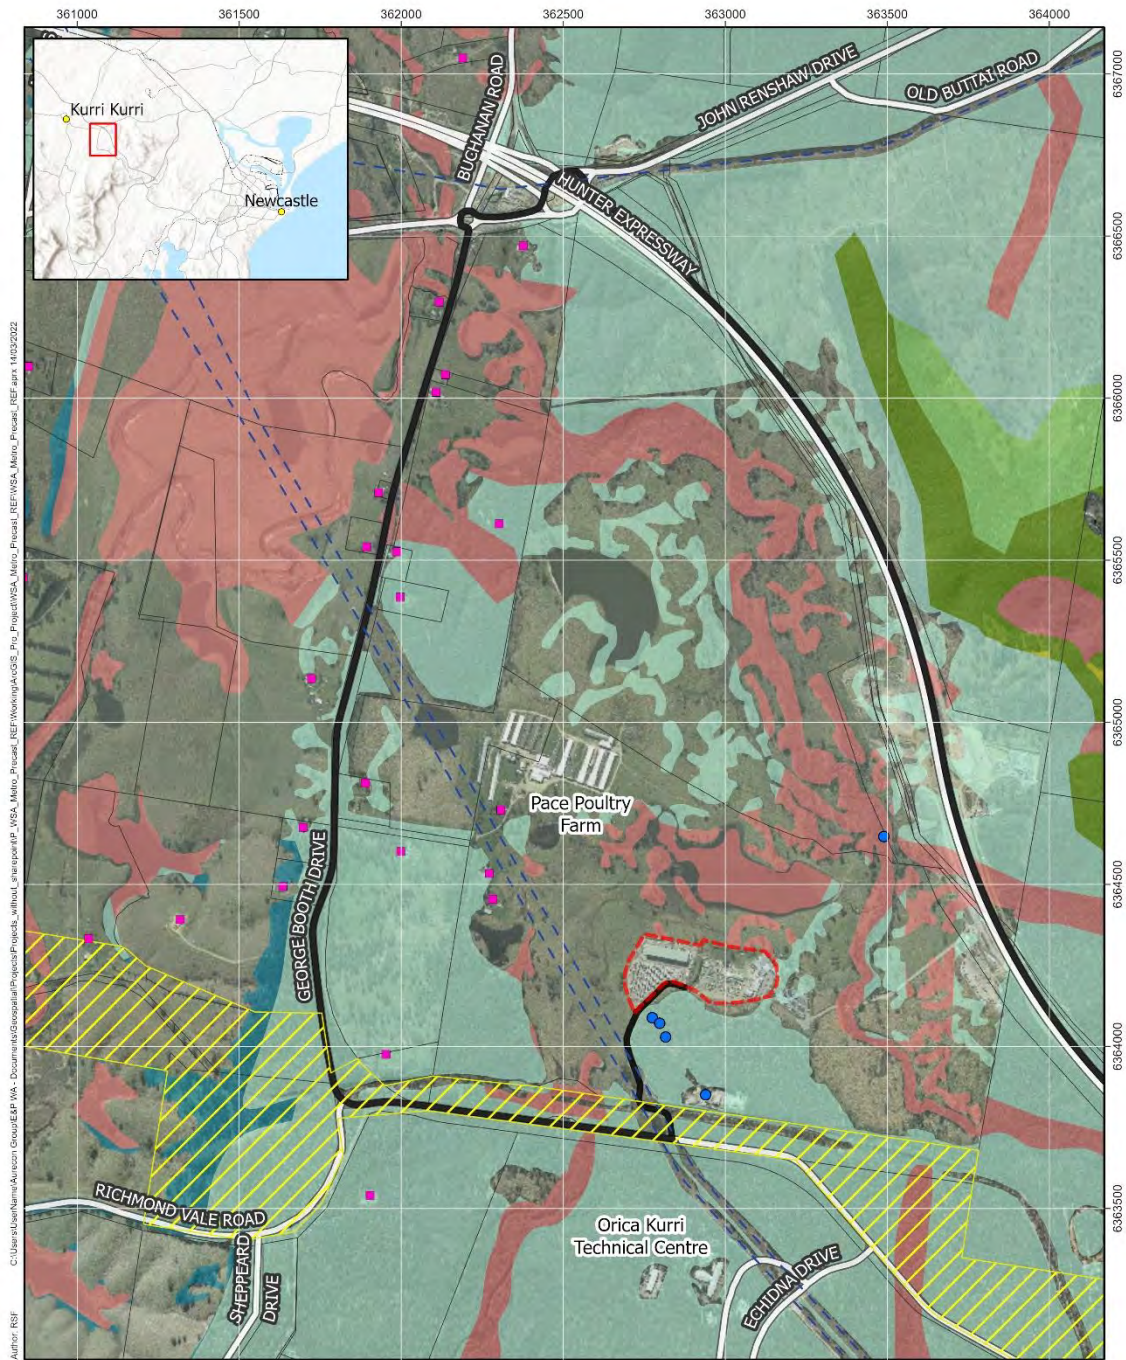 361000 361500 362000 362500 363000 363500 364000
Kurri Kurri
Newcastle
BUCHANAN ROAD
JOHN RENSHAW DRIVE
OLD BUTTAI ROAD
HUNTER EXPRESSWAY
6367000
6366500
6366000
6365500
6365000
6364500
6364000
6363500
Pace Poultry
Farm
GEORGE BOOTH DRIVE
RICHMOND VALE ROAD
SHEPPEARD
DRIVE
Orica Kurri
Technical Centre
ECHIDNA DRIVE
Author: RSF